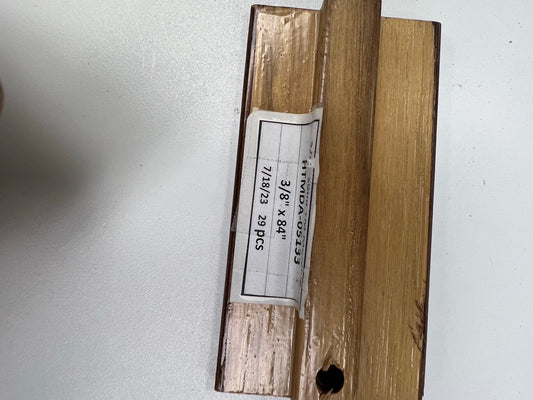 HTMDA-05133
3/8" x 84"
7/18/23 29 pcs